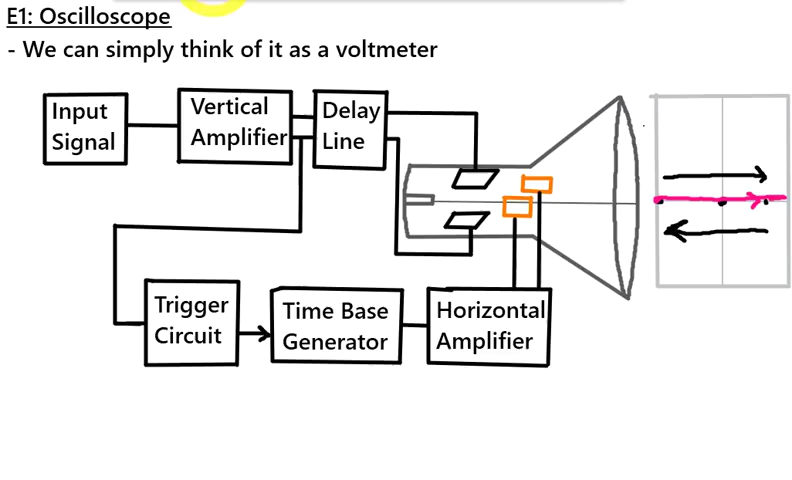 E1: Oscilloscope
- We can simply think of it as a voltmeter
Input
Signal
Vertical
Amplifier
Delay
Line
Trigger
Circuit
Time Base
Generator
Horizontal
Amplifier